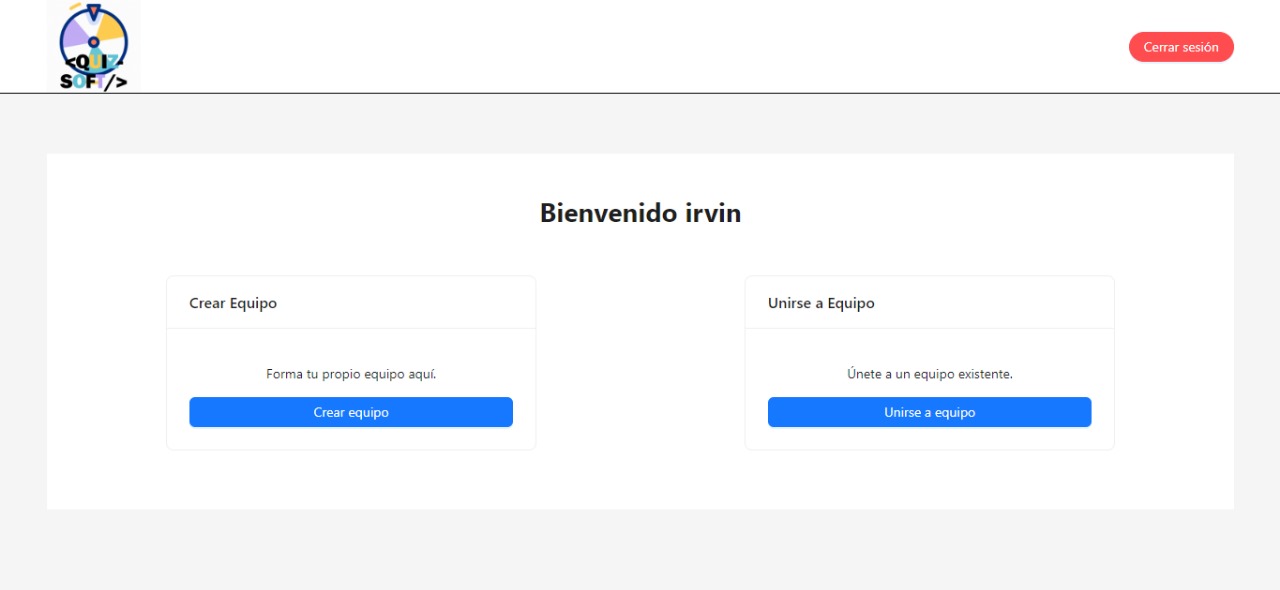 <QUIZ
SOFT/>
Cerrar sesión
Bienvenido irvin
Crear Equipo
Forma tu propio equipo aquí.
Crear equipo
Unirse a Equipo
Únete a un equipo existente.
Unirse a equipo